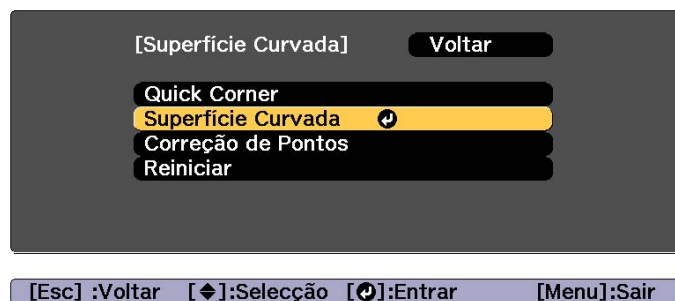 [Superfície Curvada] Voltar
Quick Corner
Superfície Curvada
Correção de Pontos
Reiniciar
[Esc] :Voltar [◆]:Selecção [↵]:Entrar [Menu]:Sair